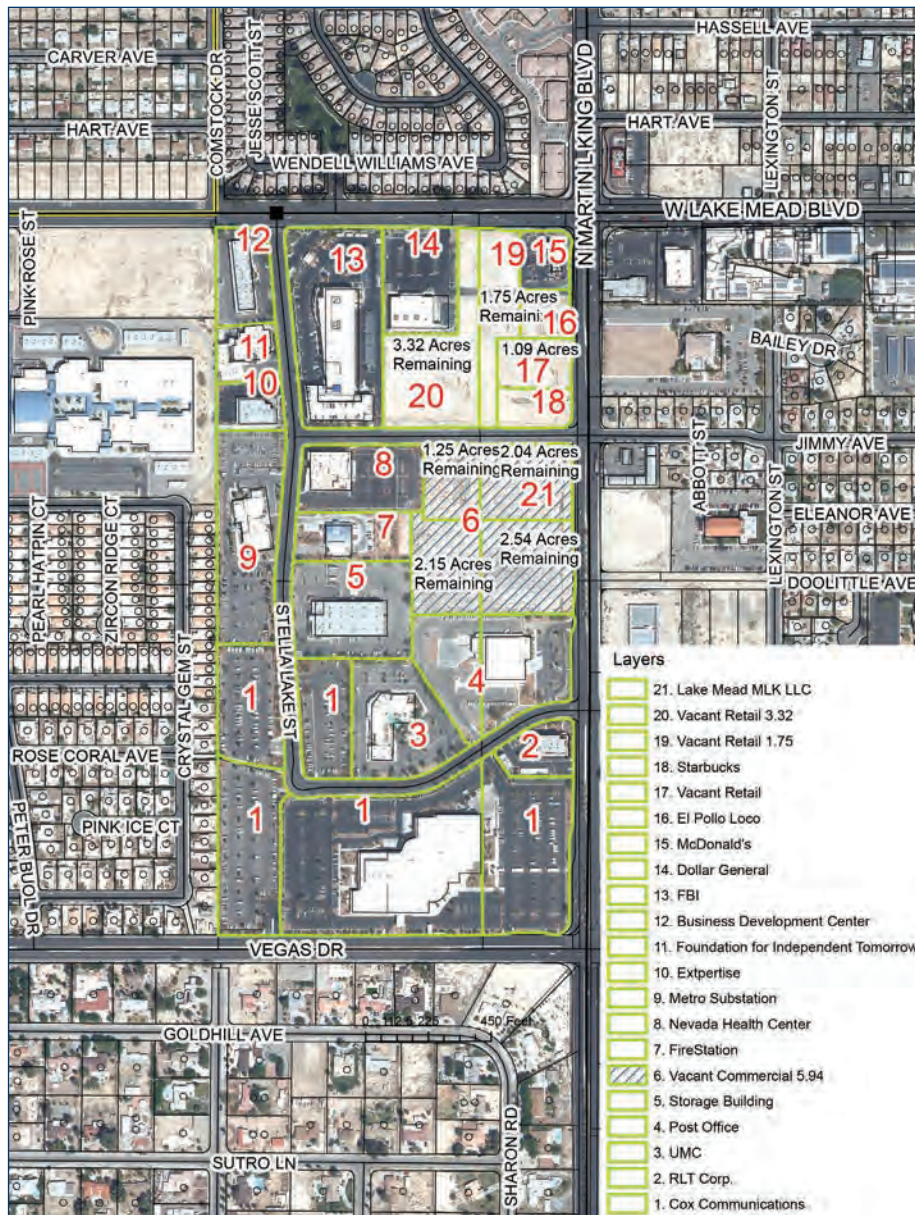 HASSELL AVE
CARVER AVE
COMSTOCK DR
JESSE SCOTT ST
N MARTIN L KING BLVD
LEXINGTON ST
HART AVE
HART AVE
WENDELL WILLIAMS AVE
W LAKE MEAD BLVD
PINK ROSE ST
12
13
14
19
15
1.75 Acres
Remaini
16
11
3.32 Acres
Remaining
1.09 Acres
17
BAILEY DR
10
20
18
ABBOTT ST
JIMMY AVE
8
1.25 Acres
Remaining
2.04 Acres
Remaining
21
PEARL HATPIN CT
ZIRCON RIDGE CT
7
6
ELEANOR AVE
LEXINGTON ST
9
2.54 Acres
Remaining
5
2.15 Acres
Remaining
DOOLITTLE AVE
STELLA LAKE ST
CRYSTAL GEM ST
1
1
4
3
2
ROSE CORAL AVE
PETER BUOL DR
PINK ICE CT
1
1
1
VEGAS DR
GOLDHILL AVE
0 112.5 225 450 Feet
SHARON RD
SUTRO LN
Layers
21. Lake Mead MLK LLC
20. Vacant Retail 3.32
19. Vacant Retail 1.75
18. Starbucks
17. Vacant Retail
16. El Pollo Loco
15. McDonald's
14. Dollar General
13. FBI
12. Business Development Center
11. Foundation for Independent Tomorrow
10. Extpertise
9. Metro Substation
8. Nevada Health Center
7. FireStation
6. Vacant Commercial 5.94
5. Storage Building
4. Post Office
3. UMC
2. RLT Corp.
1. Cox Communications